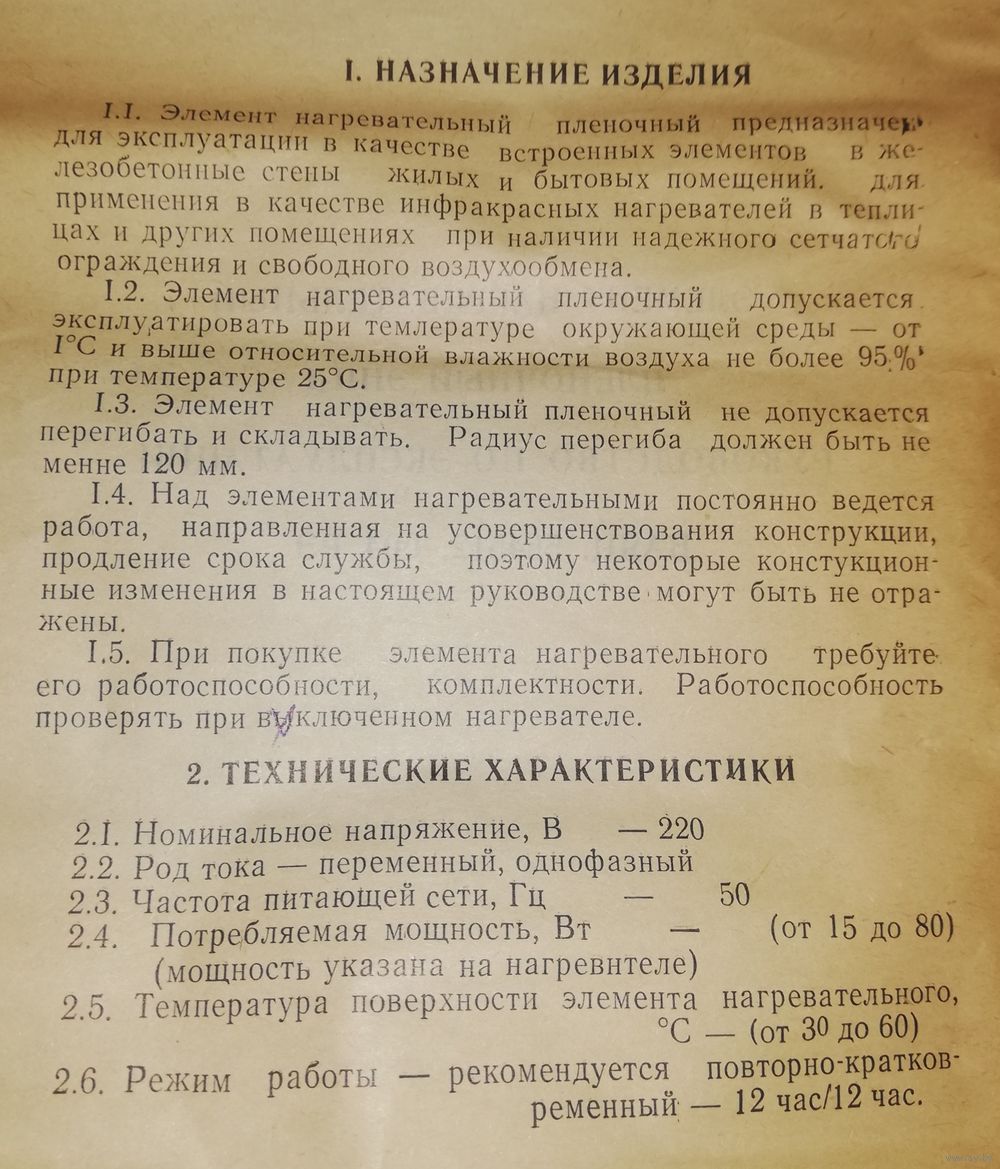 I. НАЗНАЧЕНИЕ ИЗДЕЛИЯ
I.I. Элемент нагревательный пленочный предназначен
для эксплуатации в качестве встроенных элементов в же-
лезобетонные стены жилых и бытовых помещений. для
применения в качестве инфракрасных нагревателей в тепли-
цах и других помещениях при наличии надежного сетчатого
ограждения и свободного воздухообмена.
I.2. Элемент нагревательный пленочный допускается
эксплуатировать при темлературе окружающей среды — от
I°С и выше относительной влажности воздуха не более 95%
при температуре 25°С.
I.3. Элемент нагревательный пленочный не допускается
перегибать и складывать. Радиус перегиба должен быть не
менне 120 мм.
I.4. Над элементами нагревательными постоянно ведется
работа, направленная на усовершенствования конструкции,
продление срока службы, поэтому некоторые констукцион-
ные изменения в настоящем руководстве могут быть не отра-
жены.
I.5. При покупке элемента нагревательного требуйте
его работоспособности, комплектности. Работоспособность
проверять при включенном нагревателе.
2. ТЕХНИЧЕСКИЕ ХАРАКТЕРИСТИКИ
2.I. Номинальное напряжение, В — 220
2.2. Род тока — переменный, однофазный
2.3. Частота питающей сети, Гц — 50
2.4. Потребляемая мощность, Вт — (от 15 до 80)
(мощность указана на нагревнтеле)
2.5. Температура поверхности элемента нагревательного,
°С — (от 30 до 60)
2.6. Режим работы — рекомендуется повторно-кратков-
ременный — 12 час/12 час.